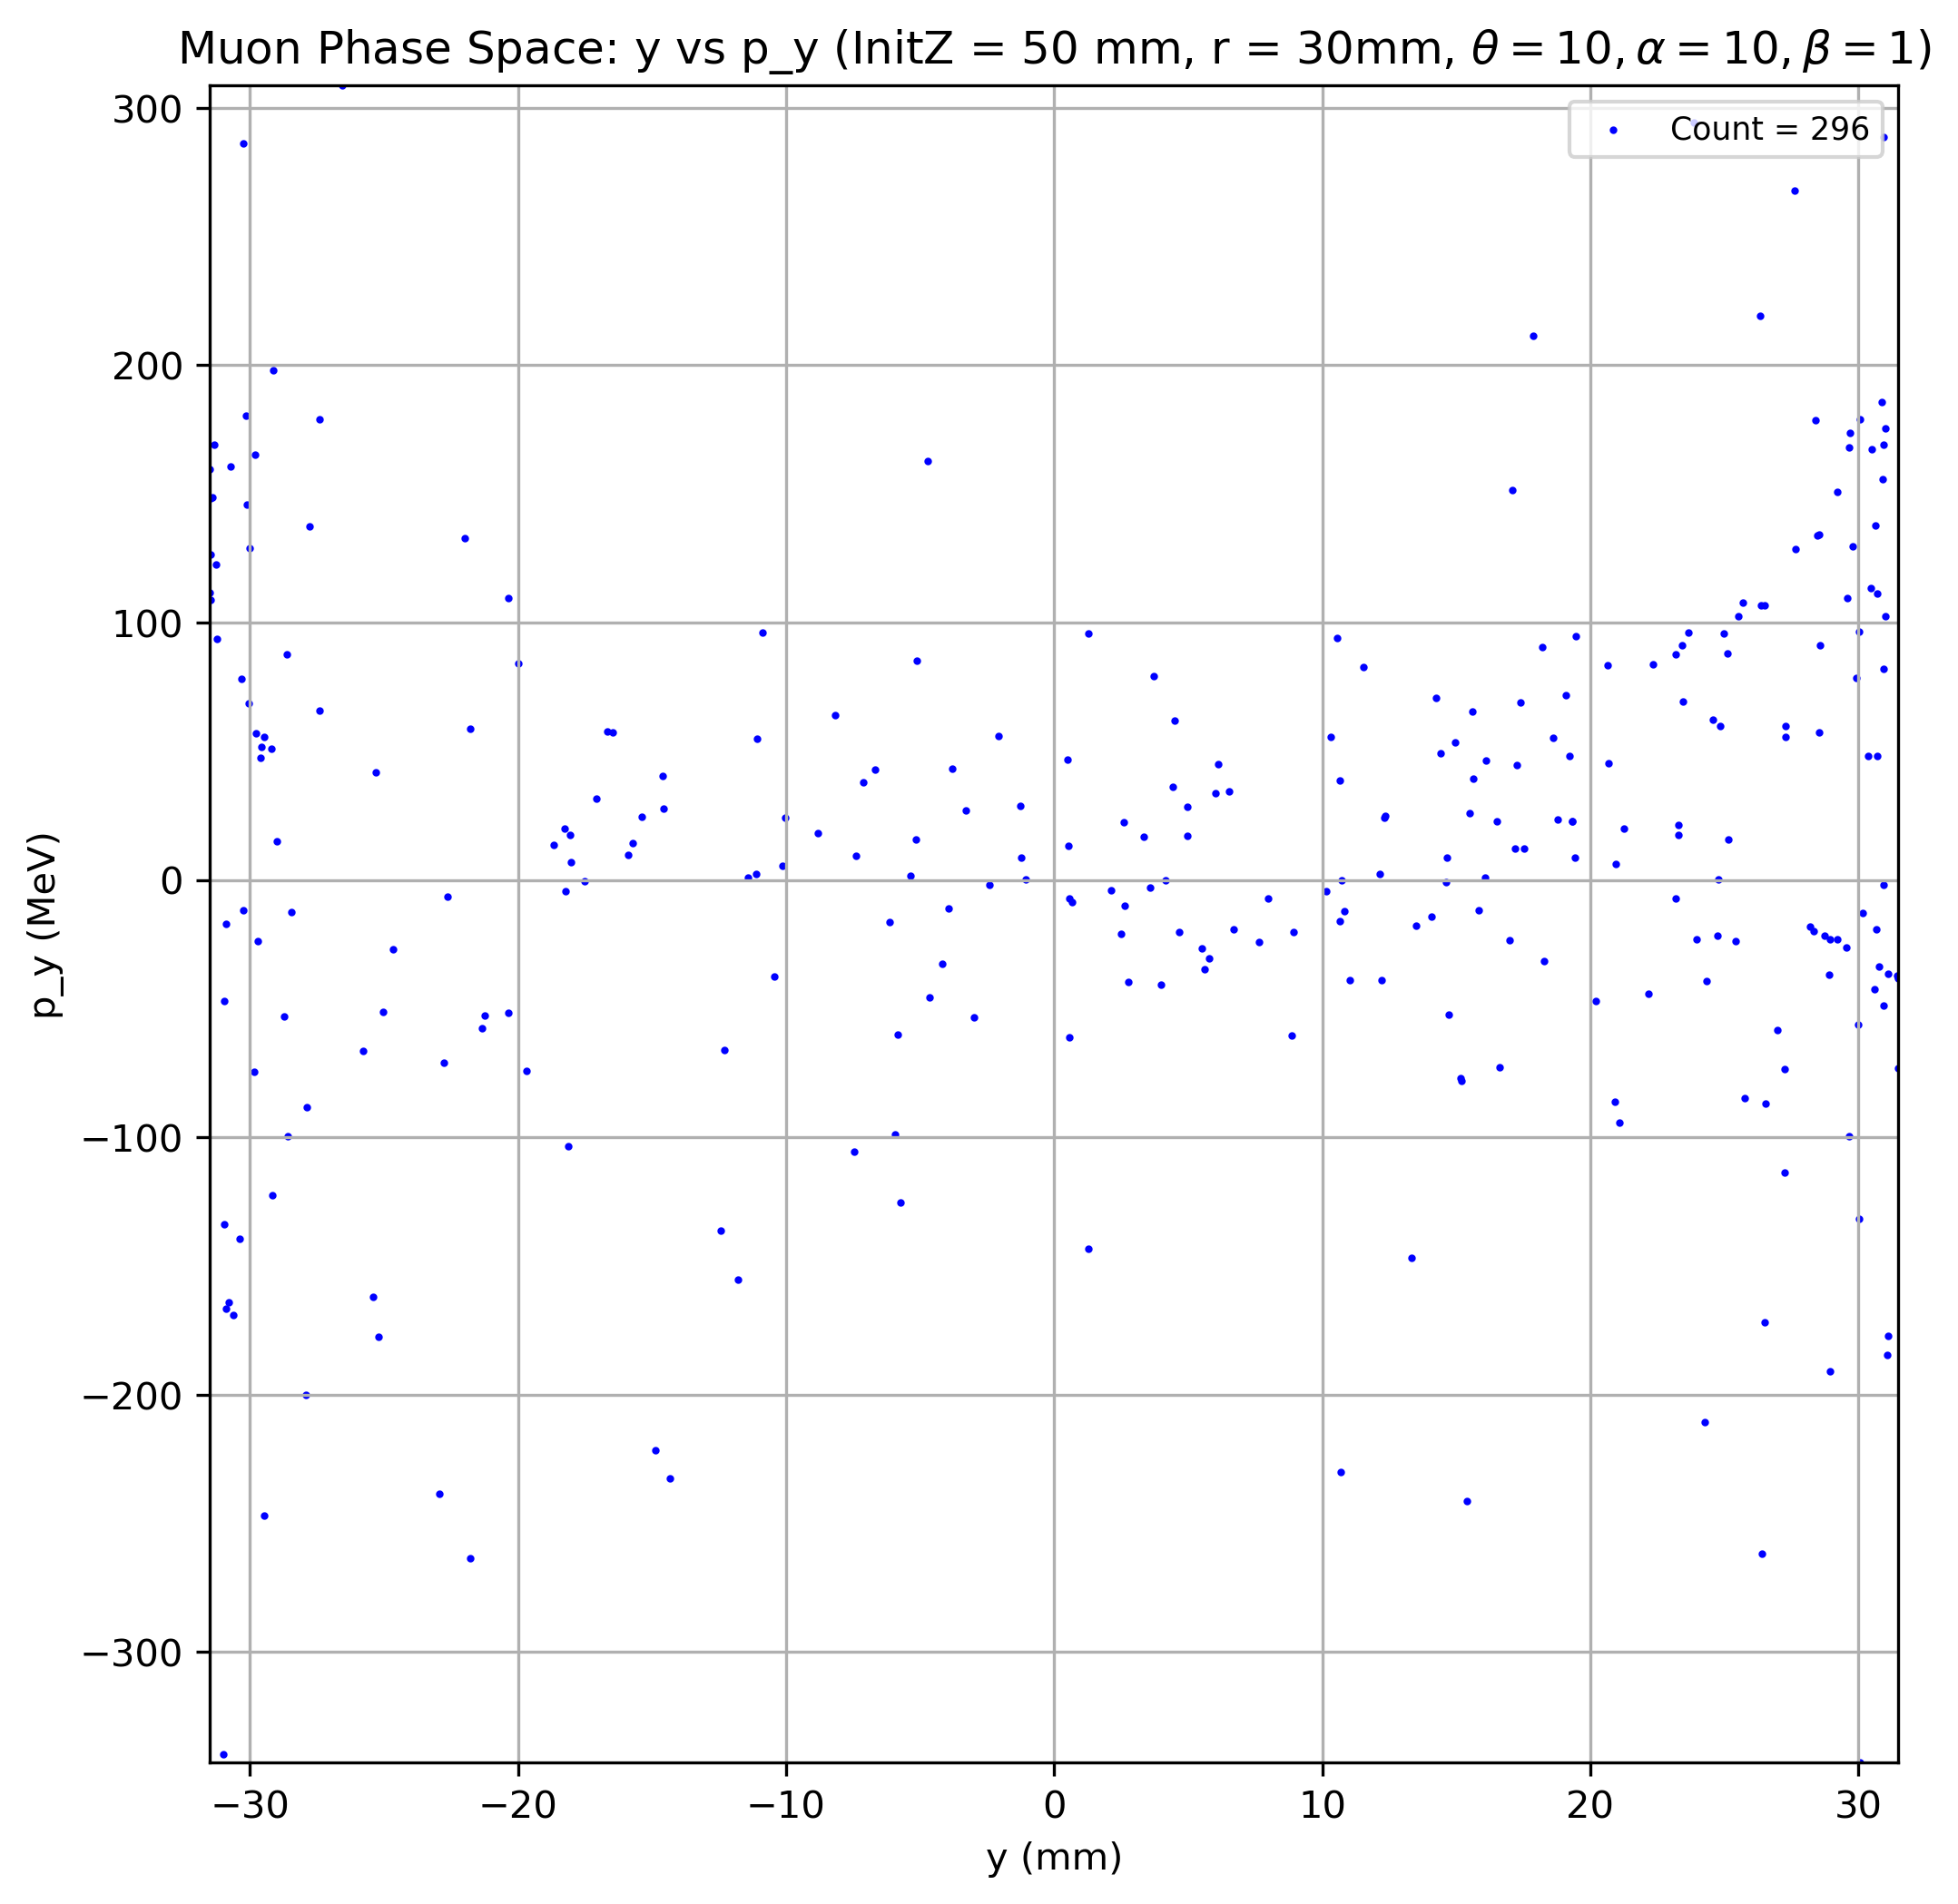 Muon Phase Space: y vs p_y (InitZ = 50 mm, r = 30mm, θ = 10, α = 10, β = 1)
Count = 296
300
200
100
0
−100
−200
−300
p_y (MeV)
−30 −20 −10 0 10 20 30
y (mm)